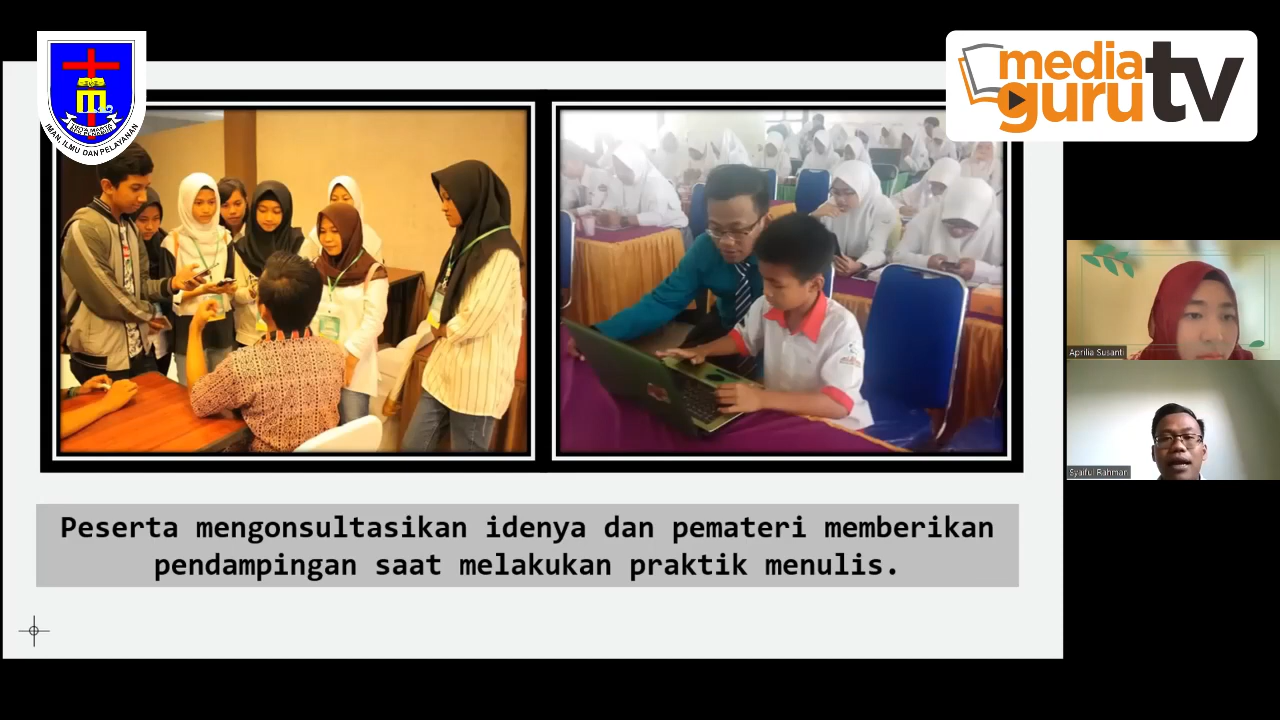 media
guru tv
IMAN, ILMU DAN PELAYANAN
Aprilia Susanti
Syaiful Rahman
Peserta mengonsultasikan idenya dan pemateri memberikan
pendampingan saat melakukan praktik menulis.